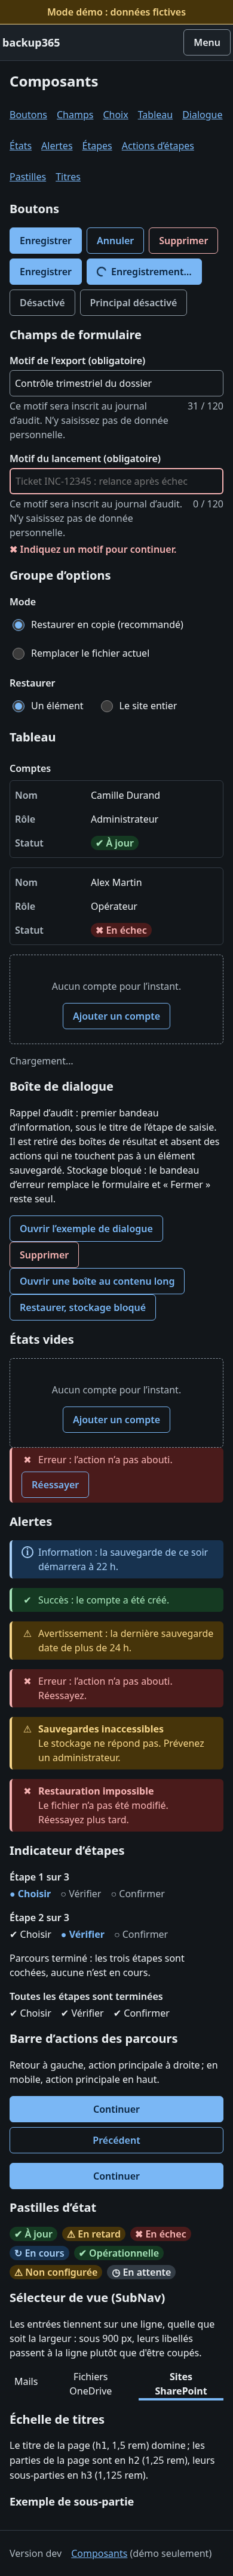 Mode démo : données fictives
backup365
Menu
Composants
Boutons Champs Choix Tableau Dialogue
États Alertes Étapes Actions d’étapes
Pastilles Titres
Boutons
Enregistrer Annuler Supprimer
Enregistrer Enregistrement…
Désactivé Principal désactivé
Champs de formulaire
Motif de l’export (obligatoire)
Contrôle trimestriel du dossier
Ce motif sera inscrit au journal 31 / 120
d’audit. N’y saisissez pas de donnée
personnelle.
Motif du lancement (obligatoire)
Ticket INC-12345 : relance après échec
Ce motif sera inscrit au journal d’audit. 0 / 120
N’y saisissez pas de donnée
personnelle.
✖ Indiquez un motif pour continuer.
Groupe d’options
Mode
Restaurer en copie (recommandé)
Remplacer le fichier actuel
Restaurer
Un élément Le site entier
Tableau
Comptes
Nom Camille Durand
Rôle Administrateur
Statut ✔ À jour
Nom Alex Martin
Rôle Opérateur
Statut ✖ En échec
Aucun compte pour l’instant.
Ajouter un compte
Chargement…
Boîte de dialogue
Rappel d’audit : premier bandeau
d’information, sous le titre de l’étape de saisie.
Il est retiré des boîtes de résultat et absent des
actions qui ne touchent pas à un élément
sauvegardé. Stockage bloqué : le bandeau
d’erreur remplace le formulaire et « Fermer »
reste seul.
Ouvrir l’exemple de dialogue
Supprimer
Ouvrir une boîte au contenu long
Restaurer, stockage bloqué
États vides
Aucun compte pour l’instant.
Ajouter un compte
✖ Erreur : l’action n’a pas abouti.
Réessayer
Alertes
ⓘ Information : la sauvegarde de ce soir
démarrera à 22 h.
✔ Succès : le compte a été créé.
⚠ Avertissement : la dernière sauvegarde
date de plus de 24 h.
✖ Erreur : l’action n’a pas abouti.
Réessayez.
⚠ Sauvegardes inaccessibles
Le stockage ne répond pas. Prévenez
un administrateur.
✖ Restauration impossible
Le fichier n’a pas été modifié.
Réessayez plus tard.
Indicateur d’étapes
Étape 1 sur 3
● Choisir ○ Vérifier ○ Confirmer
Étape 2 sur 3
✔ Choisir ● Vérifier ○ Confirmer
Parcours terminé : les trois étapes sont
cochées, aucune n’est en cours.
Toutes les étapes sont terminées
✔ Choisir ✔ Vérifier ✔ Confirmer
Barre d’actions des parcours
Retour à gauche, action principale à droite ; en
mobile, action principale en haut.
Continuer
Précédent
Continuer
Pastilles d’état
✔ À jour ⚠ En retard ✖ En échec
↻ En cours ✔ Opérationnelle
⚠ Non configurée ◷ En attente
Sélecteur de vue (SubNav)
Les entrées tiennent sur une ligne, quelle que
soit la largeur : sous 900 px, leurs libellés
passent à la ligne plutôt que d'être coupés.
Mails
Fichiers
OneDrive
Sites
SharePoint
Échelle de titres
Le titre de la page (h1, 1,5 rem) domine ; les
parties de la page sont en h2 (1,25 rem), leurs
sous-parties en h3 (1,125 rem).
Exemple de sous-partie
Version dev Composants (démo seulement)